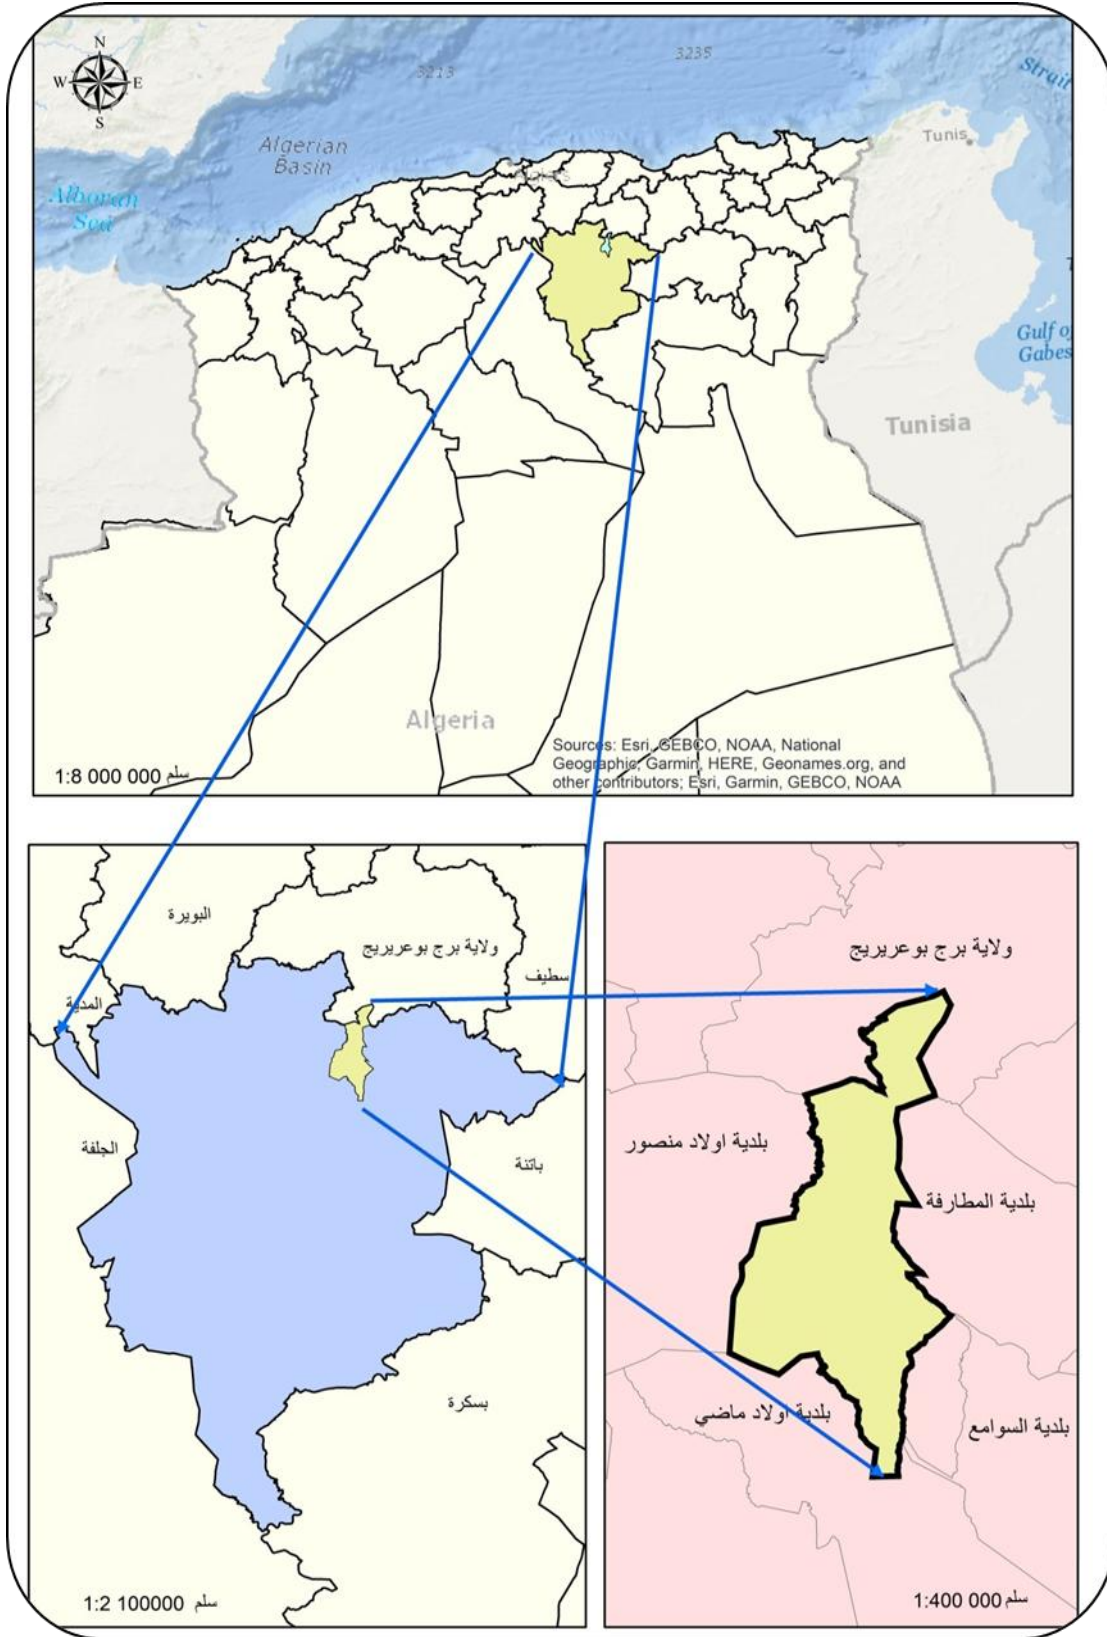 N
W E
S
3213
3235
Strait
Algerian
Basin
Tunis
Algiers
Alboran
Sea
Gulf of
Gabes
Tunisia
Algeria
Sources: Esri, GEBCO, NOAA, National
Geographic, Garmin, HERE, Geonames.org, and
other contributors; Esri, Garmin, GEBCO, NOAA
سلم 1:8 000 000
البويرة
ولاية برج بوعريريج
سطيف
المدية
الجلفة
باتنة
بسكرة
سلم 1:2 100000
ولاية برج بوعريريج
بلدية اولاد منصور
بلدية المطارفة
بلدية اولاد ماضي
بلدية السوامع
سلم 1:400 000